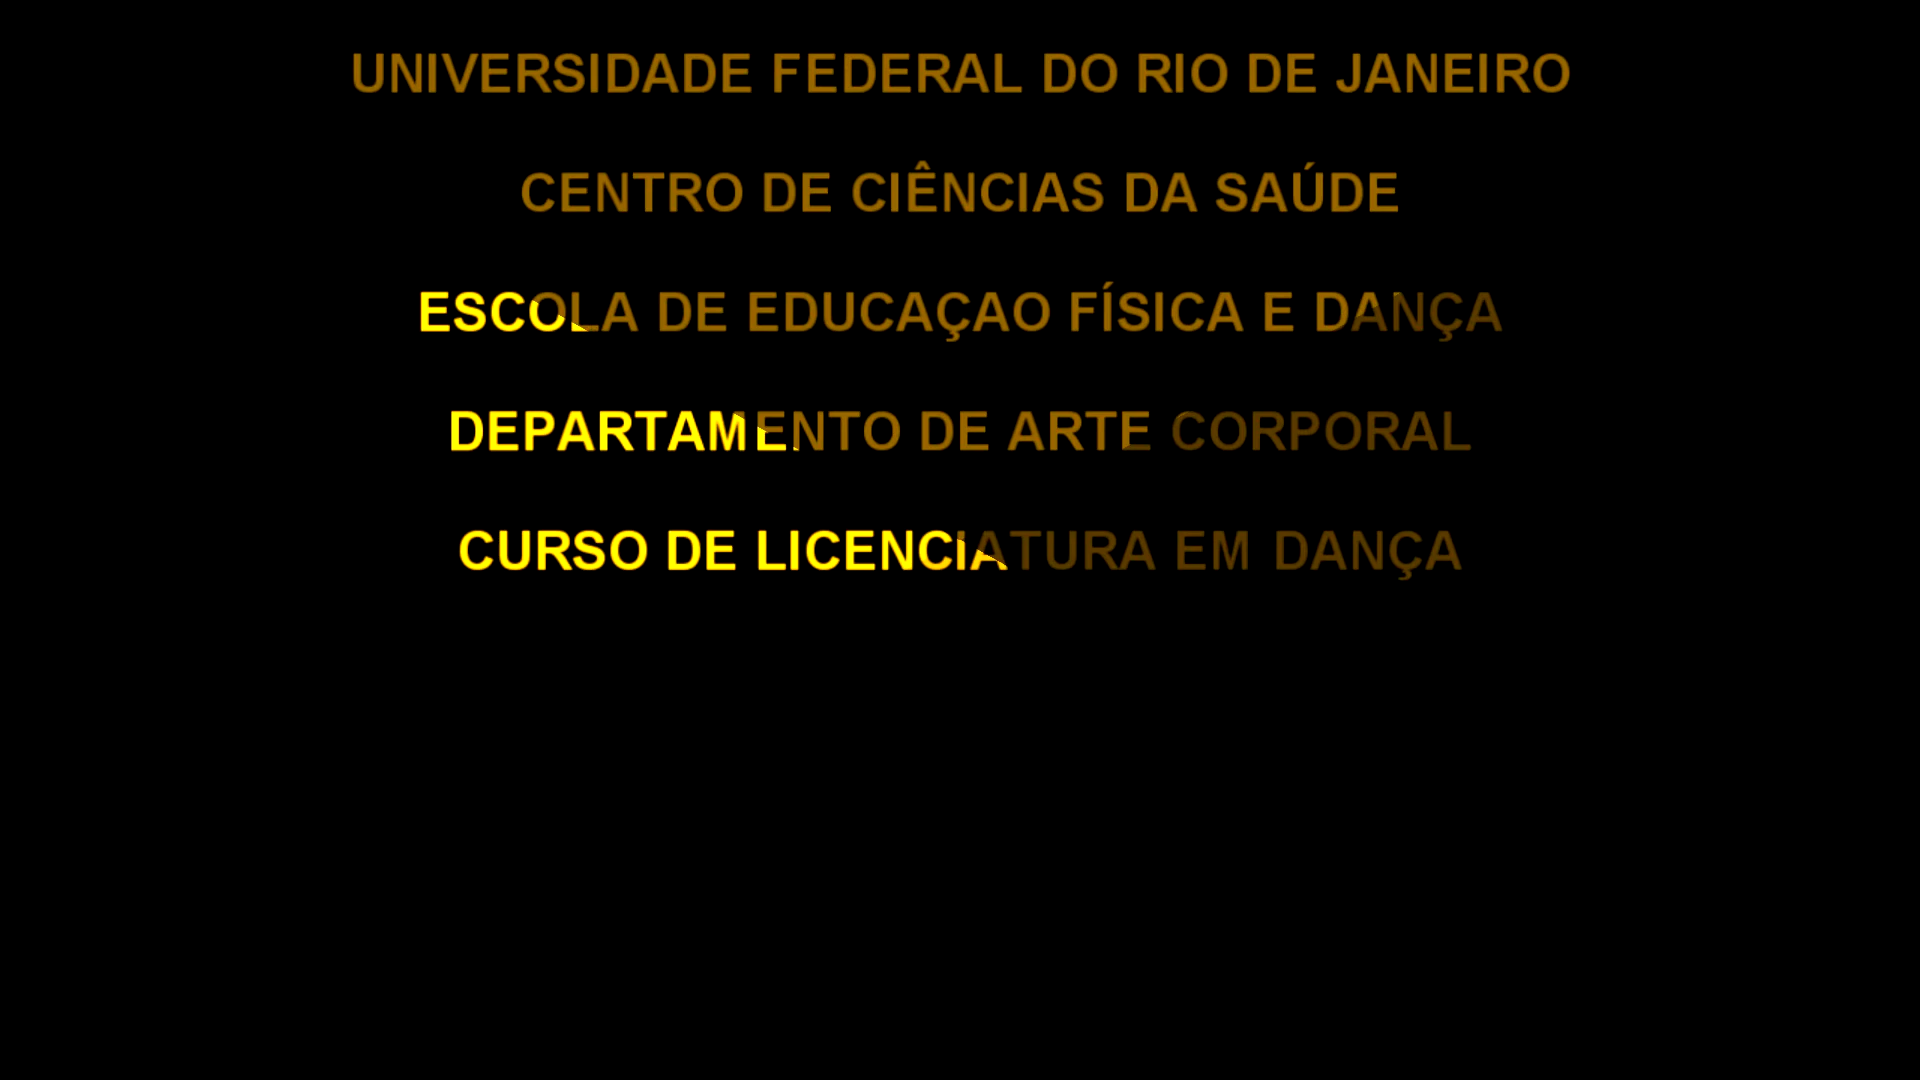 UNIVERSIDADE FEDERAL DO RIO DE JANEIRO
CENTRO DE CIÊNCIAS DA SAÚDE
ESCOLA DE EDUCAÇAO FÍSICA E DANÇA
DEPARTAMENTO DE ARTE CORPORAL
CURSO DE LICENCIATURA EM DANÇA